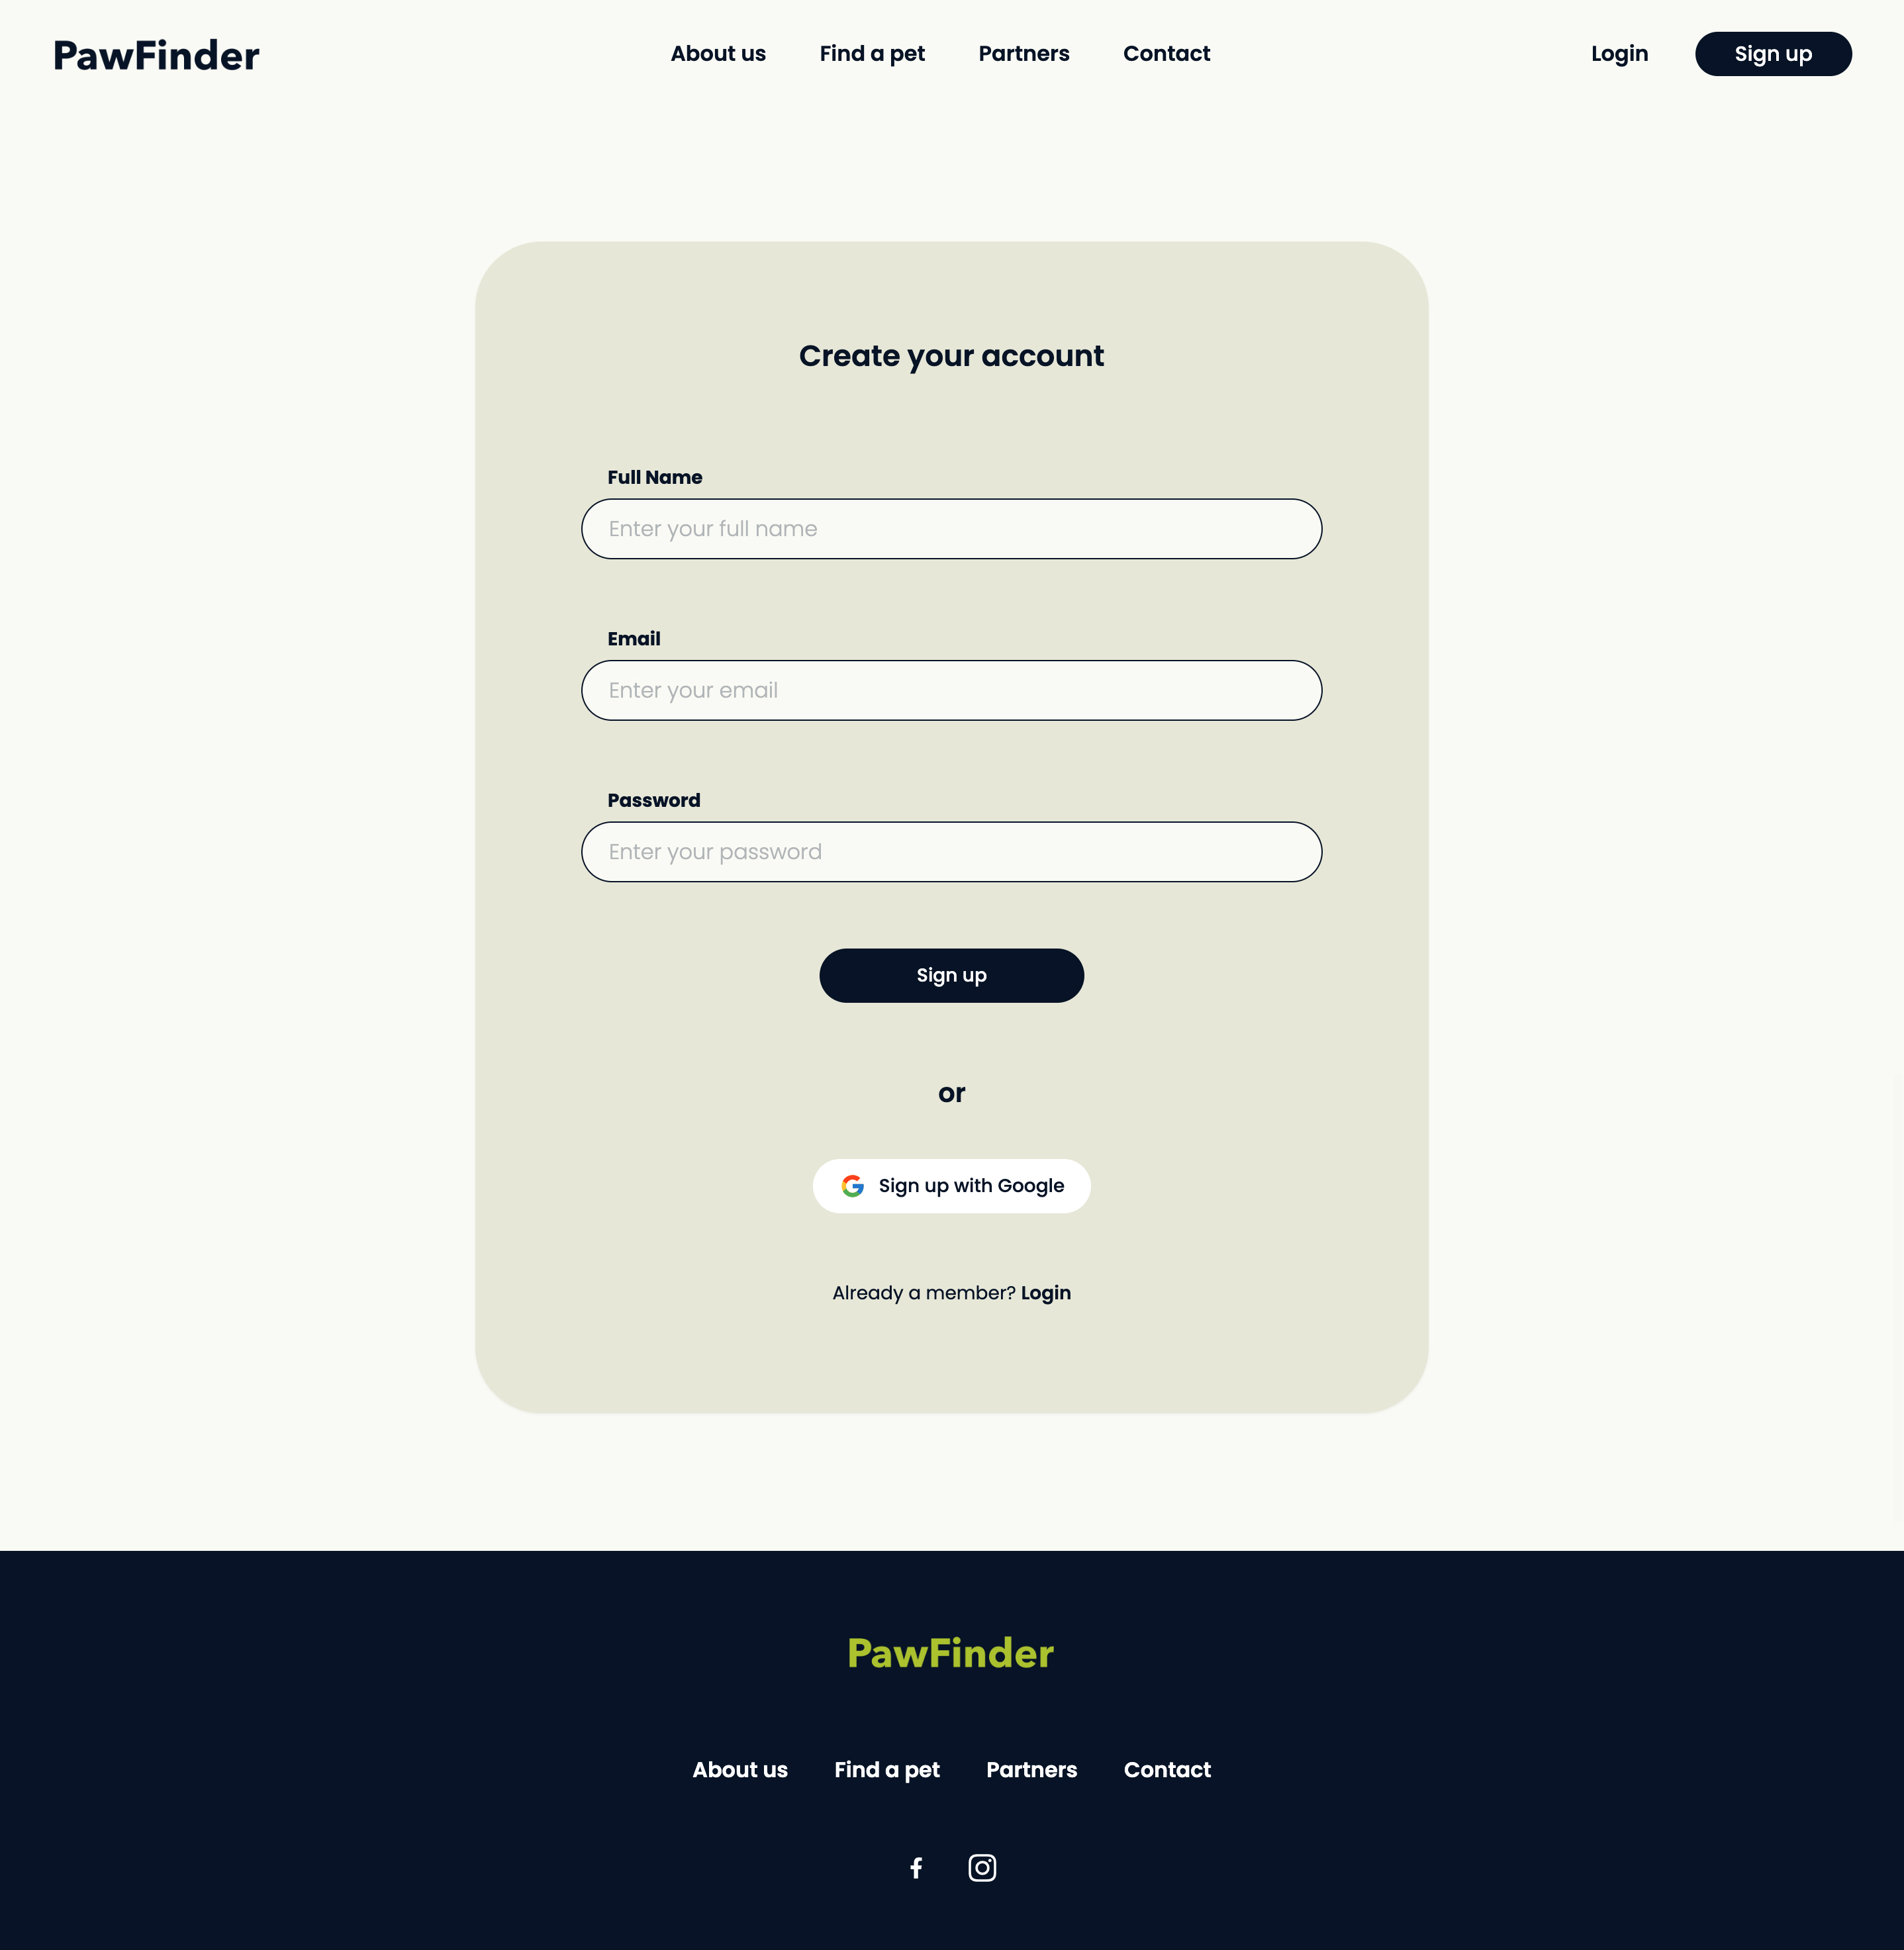 PawFinder About us Find a pet Partners Contact Login Sign up
Create your account
Full Name
Enter your full name
Email
Enter your email
Password
Enter your password
Sign up
or
Sign up with Google
Already a member? Login
PawFinder
About us Find a pet Partners Contact